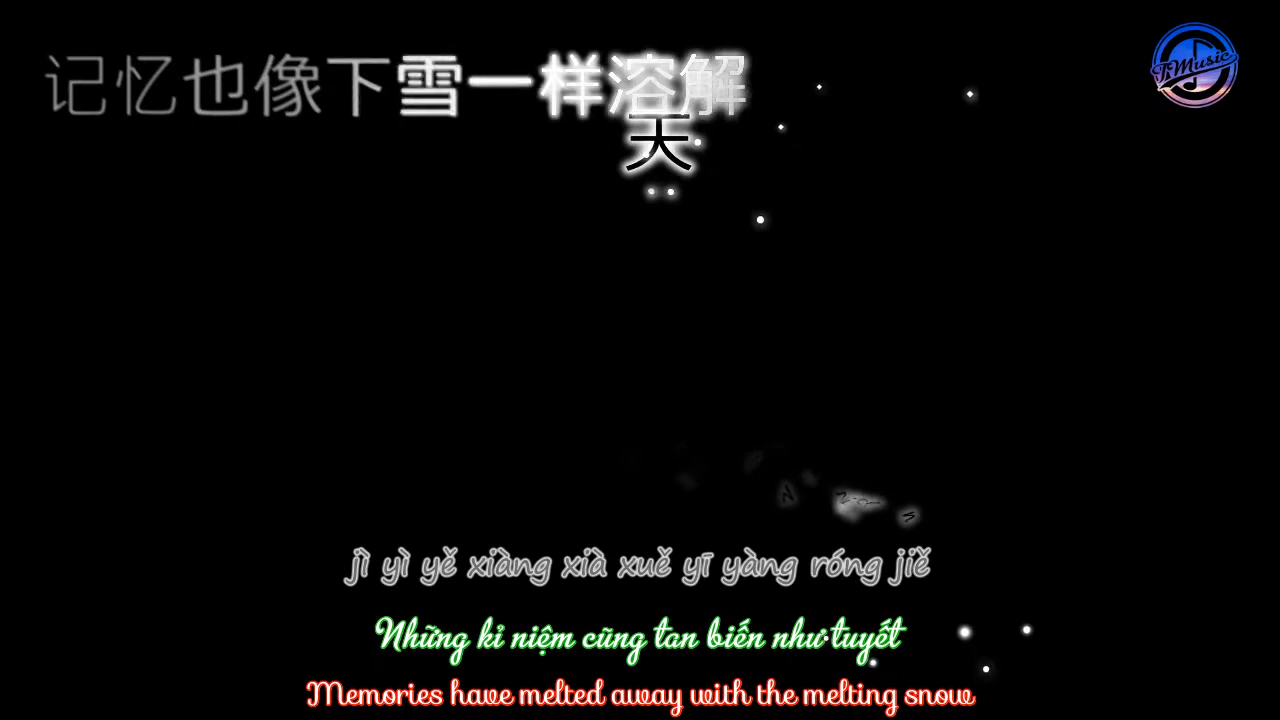 记忆也像下雪一样溶解
天
T.Music
jì yì yě xiàng xià xuě yī yàng róng jiě
Những kỉ niệm cũng tan biến như tuyết
Memories have melted away with the melting snow